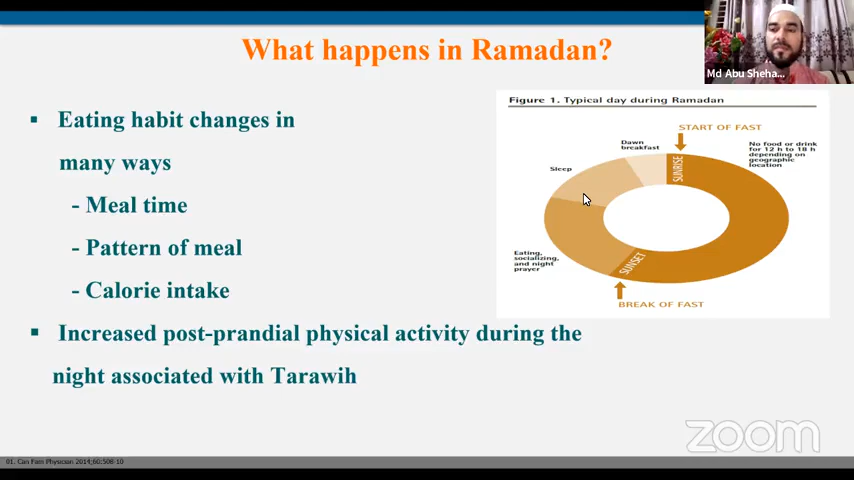 What happens in Ramadan?
Md Abu Sheha...
▪ Eating habit changes in
many ways
- Meal time
- Pattern of meal
- Calorie intake
▪ Increased post-prandial physical activity during the
night associated with Tarawih
Figure 1. Typical day during Ramadan
START OF FAST
Dawn
breakfast
No food or drink
for 12 h to 18 h
depending on
geographic
location
Sleep
SUNRISE
Eating,
socializing,
and night
prayer
SUNSET
BREAK OF FAST
zoom
01. Can Fam Physician 2014;60:508-10